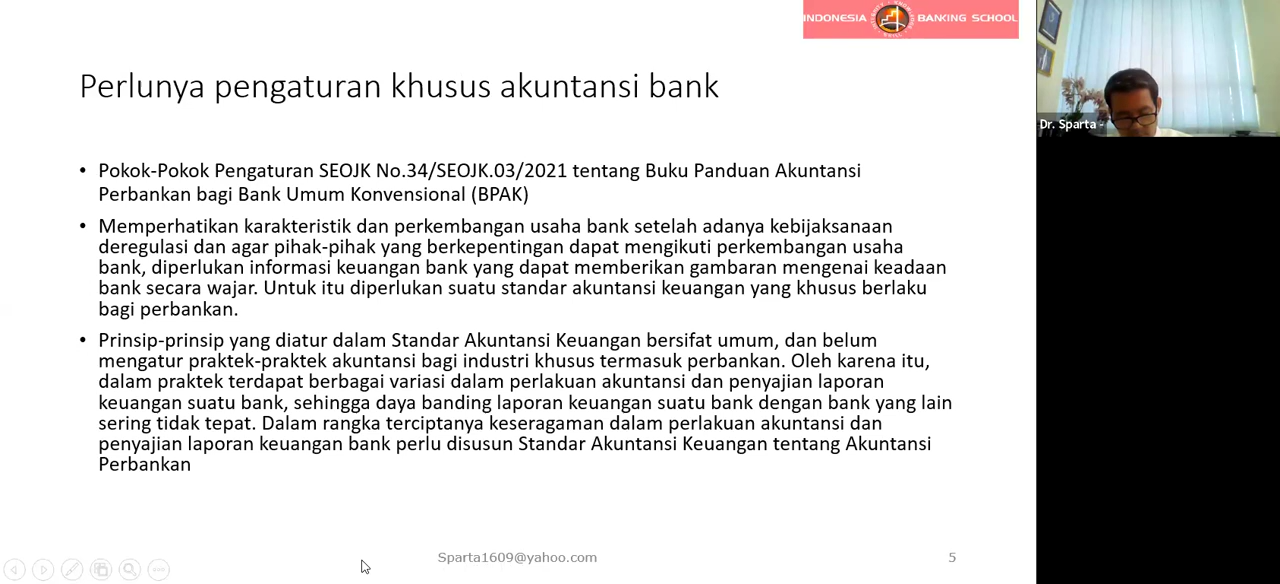 INDONESIA BANKING SCHOOL
Perlunya pengaturan khusus akuntansi bank
• Pokok-Pokok Pengaturan SEOJK No.34/SEOJK.03/2021 tentang Buku Panduan Akuntansi
Perbankan bagi Bank Umum Konvensional (BPAK)
• Memperhatikan karakteristik dan perkembangan usaha bank setelah adanya kebijaksanaan
deregulasi dan agar pihak-pihak yang berkepentingan dapat mengikuti perkembangan usaha
bank, diperlukan informasi keuangan bank yang dapat memberikan gambaran mengenai keadaan
bank secara wajar. Untuk itu diperlukan suatu standar akuntansi keuangan yang khusus berlaku
bagi perbankan.
• Prinsip-prinsip yang diatur dalam Standar Akuntansi Keuangan bersifat umum, dan belum
mengatur praktek-praktek akuntansi bagi industri khusus termasuk perbankan. Oleh karena itu,
dalam praktek terdapat berbagai variasi dalam perlakuan akuntansi dan penyajian laporan
keuangan suatu bank, sehingga daya banding laporan keuangan suatu bank dengan bank yang lain
sering tidak tepat. Dalam rangka terciptanya keseragaman dalam perlakuan akuntansi dan
penyajian laporan keuangan bank perlu disusun Standar Akuntansi Keuangan tentang Akuntansi
Perbankan
Sparta1609@yahoo.com
5
Dr. Sparta -